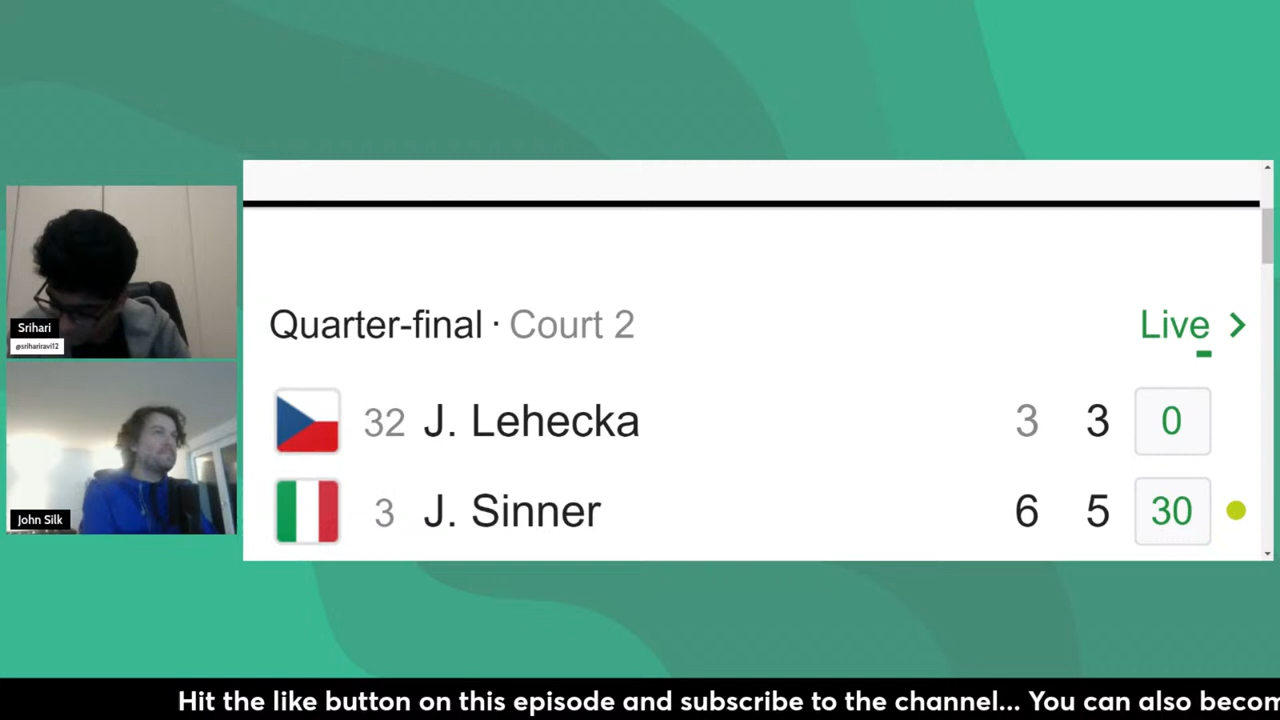 Srihari
@srihariravi12
John Silk
Quarter-final · Court 2
Live
32 J. Lehecka 3 3 0
3 J. Sinner 6 5 30
Hit the like button on this episode and subscribe to the channel... You can also becom